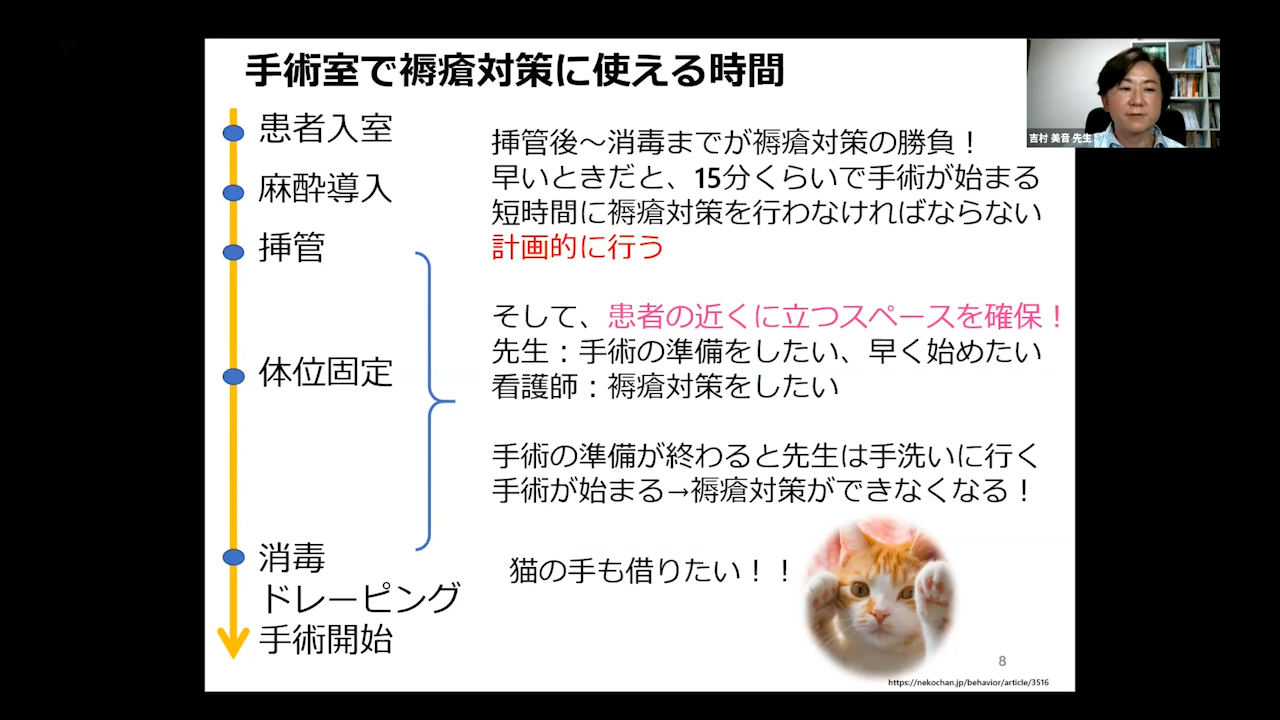 手術室で褥瘡対策に使える時間
患者入室
麻酔導入
挿管
体位固定
消毒
ドレーピング
手術開始
挿管後～消毒までが褥瘡対策の勝負！
早いときだと、15分くらいで手術が始まる
短時間に褥瘡対策を行わなければならない
計画的に行う
そして、患者の近くに立つスペースを確保！
先生：手術の準備をしたい、早く始めたい
看護師：褥瘡対策をしたい
手術の準備が終わると先生は手洗いに行く
手術が始まる→褥瘡対策ができなくなる！
猫の手も借りたい！！
8
https://nekochan.jp/behavior/article/3516
吉村 美音 先生